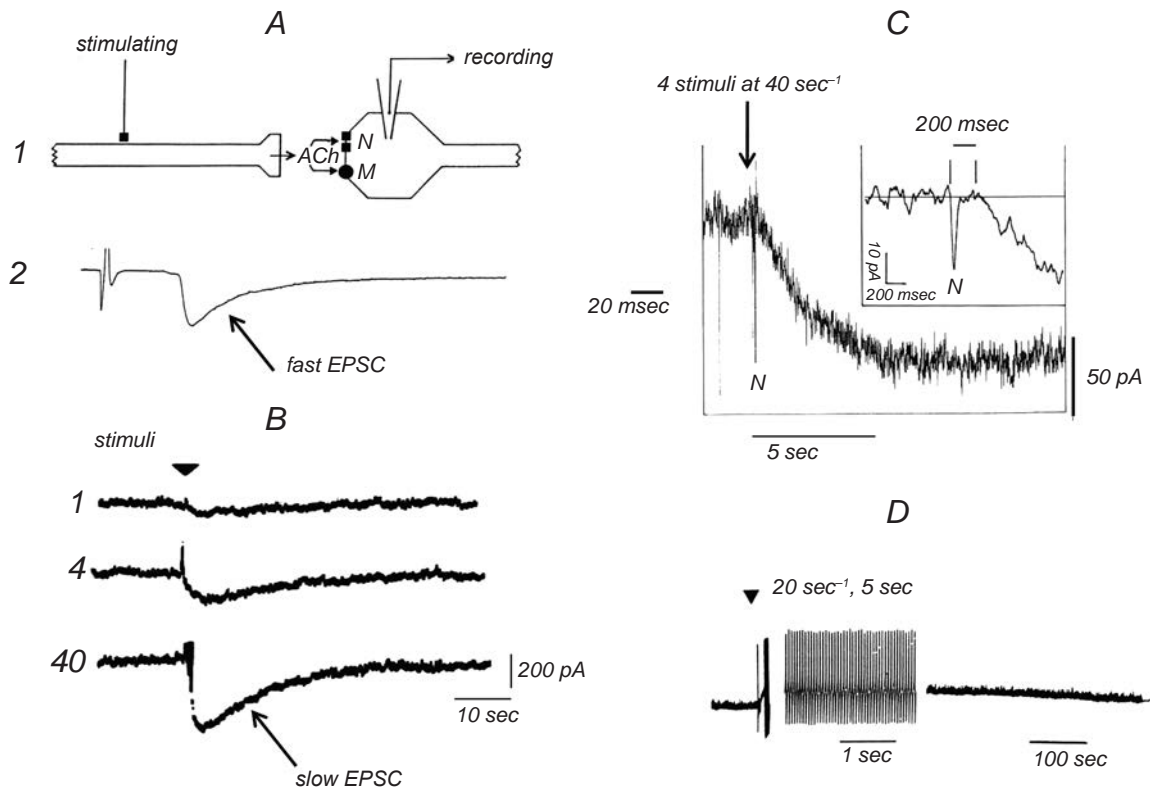 A
stimulating
recording
1
ACh
N
M
2
fast EPSC
B
stimuli
1
4
40
200 pA
10 sec
slow EPSC
C
4 stimuli at 40 sec⁻¹
200 msec
10 pA
200 msec
N
20 msec
N
50 pA
5 sec
D
20 sec⁻¹, 5 sec
1 sec
100 sec